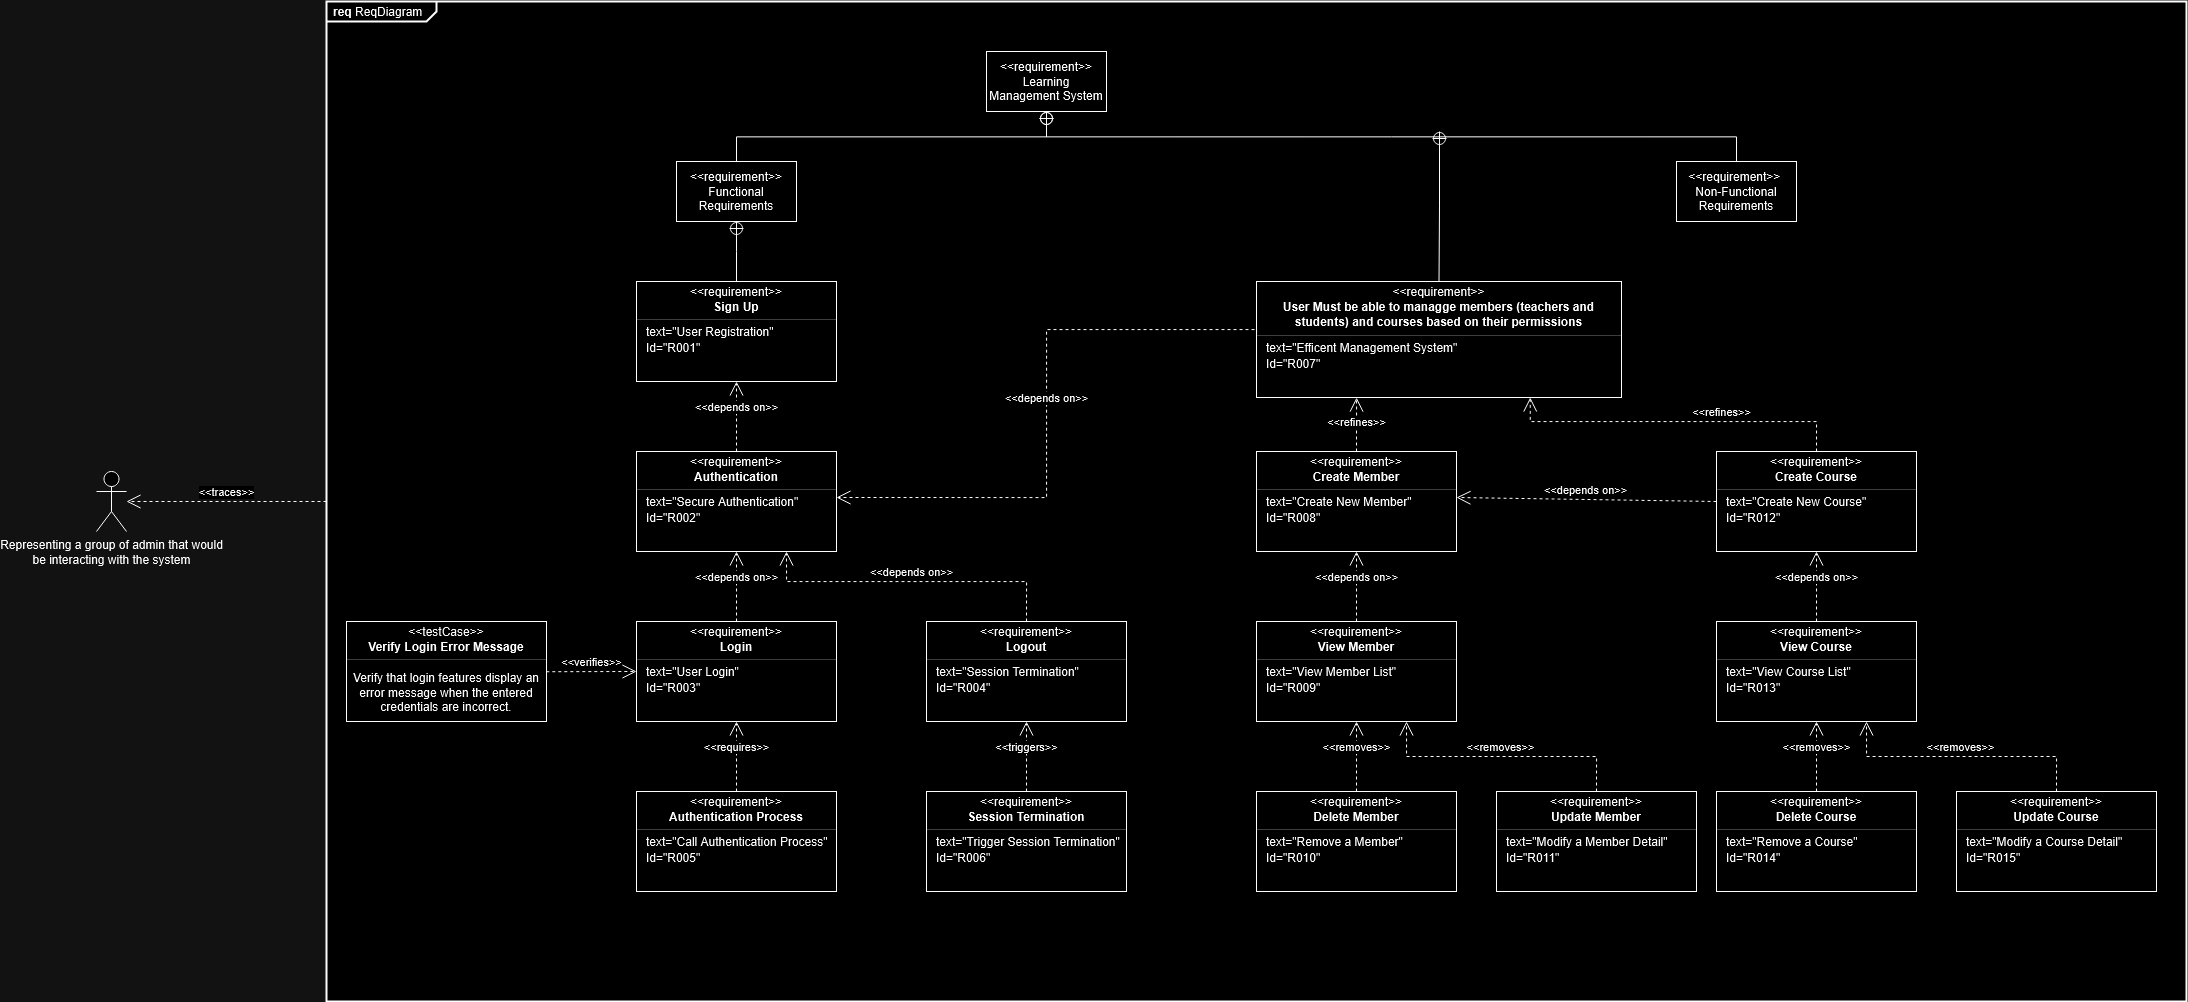 req ReqDiagram
<<requirement>>
Learning
Management System
<<requirement>>
Functional
Requirements
<<requirement>>
Non-Functional
Requirements
<<requirement>>
Sign Up
text="User Registration"
Id="R001"
<<requirement>>
User Must be able to managge members (teachers and
students) and courses based on their permissions
text="Efficent Management System"
Id="R007"
<<depends on>>
<<depends on>>
<<refines>>
<<refines>>
<<requirement>>
Authentication
text="Secure Authentication"
Id="R002"
<<requirement>>
Create Member
text="Create New Member"
Id="R008"
<<depends on>>
<<requirement>>
Create Course
text="Create New Course"
Id="R012"
<<traces>>
Representing a group of admin that would
be interacting with the system
<<depends on>>
<<depends on>>
<<depends on>>
<<depends on>>
<<testCase>>
Verify Login Error Message
Verify that login features display an
error message when the entered
credentials are incorrect.
<<verifies>>
<<requirement>>
Login
text="User Login"
Id="R003"
<<requirement>>
Logout
text="Session Termination"
Id="R004"
<<requirement>>
View Member
text="View Member List"
Id="R009"
<<requirement>>
View Course
text="View Course List"
Id="R013"
<<requires>>
<<triggers>>
<<removes>>
<<removes>>
<<removes>>
<<removes>>
<<requirement>>
Authentication Process
text="Call Authentication Process"
Id="R005"
<<requirement>>
Session Termination
text="Trigger Session Termination"
Id="R006"
<<requirement>>
Delete Member
text="Remove a Member"
Id="R010"
<<requirement>>
Update Member
text="Modify a Member Detail"
Id="R011"
<<requirement>>
Delete Course
text="Remove a Course"
Id="R014"
<<requirement>>
Update Course
text="Modify a Course Detail"
Id="R015"